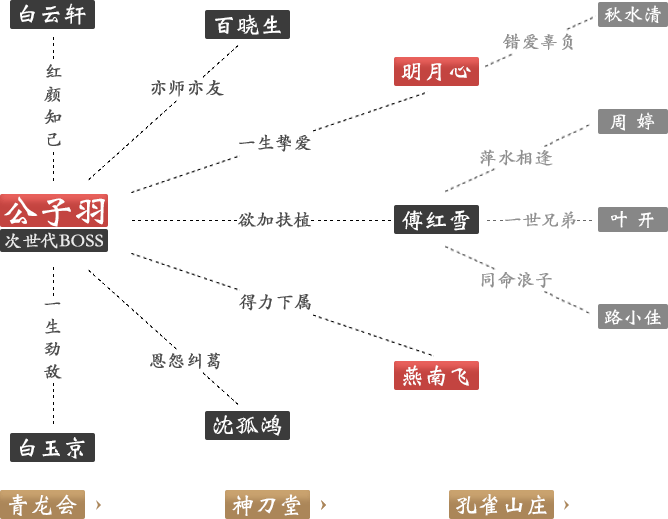 白云轩
百晓生
秋水清
错爱辜负
红颜知己
明月心
亦师亦友
周婷
一生挚爱
萍水相逢
公子羽
次世代BOSS
欲加扶植
傅红雪
一世兄弟
叶开
同命浪子
得力下属
路小佳
一生劲敌
恩怨纠葛
燕南飞
沈孤鸿
白玉京
青龙会
神刀堂
孔雀山庄